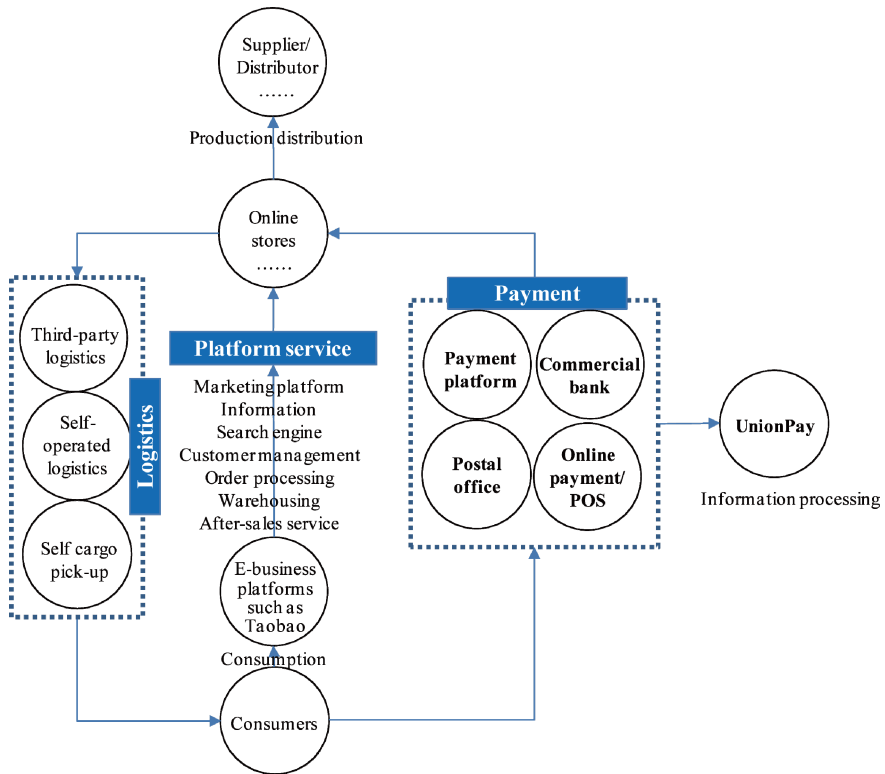 Supplier/
Distributor
......
Production distribution
Online
stores
......
Payment
Platform service
Third-party
logistics
Self-
operated
logistics
Self cargo
pick-up
Logistics
Marketing platform
Information
Search engine
Customer management
Order processing
Warehousing
After-sales service
Payment
platform
Commercial
bank
Postal
office
Online
payment/
POS
UnionPay
Information processing
E-business
platforms
such as
Taobao
Consumption
Consumers